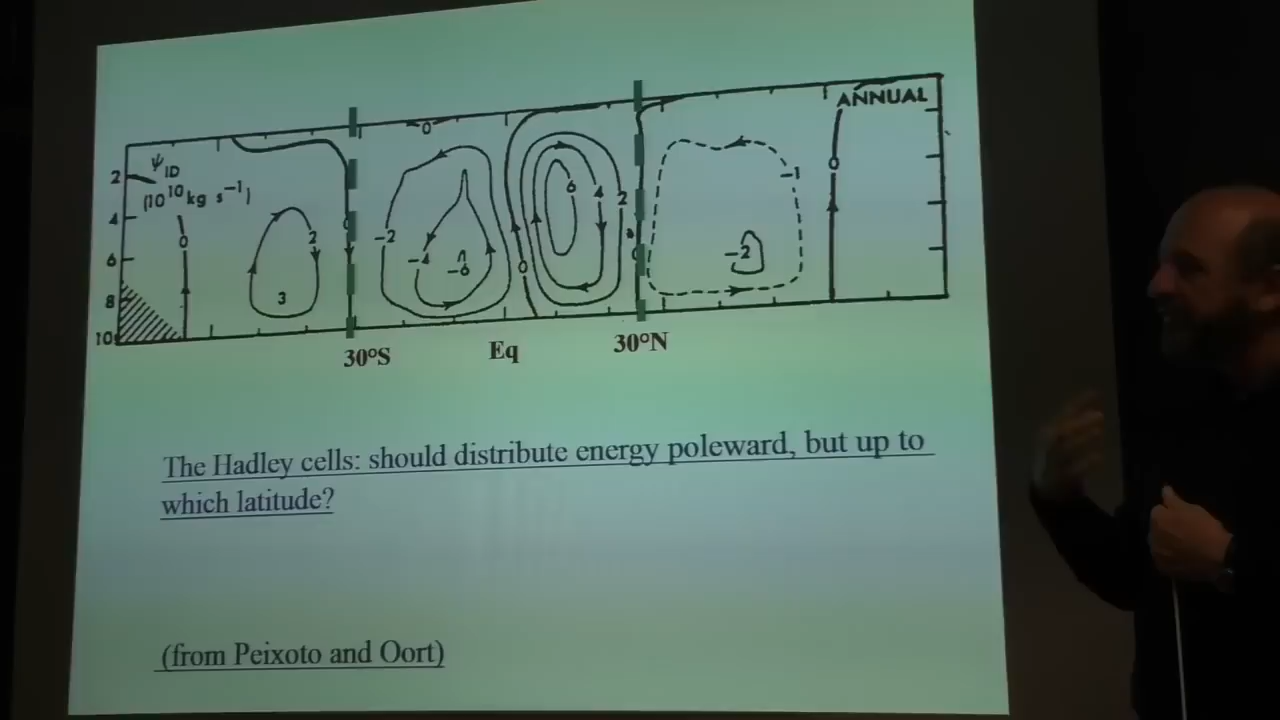 ANNUAL
ψ ID
(10¹⁰ kg s⁻¹)
2
4
6
8
10
0
2
3
0
-2
-4
-6
0
6
4
2
-1
-2
0
30°S
Eq
30°N
The Hadley cells: should distribute energy poleward, but up to
which latitude?
(from Peixoto and Oort)